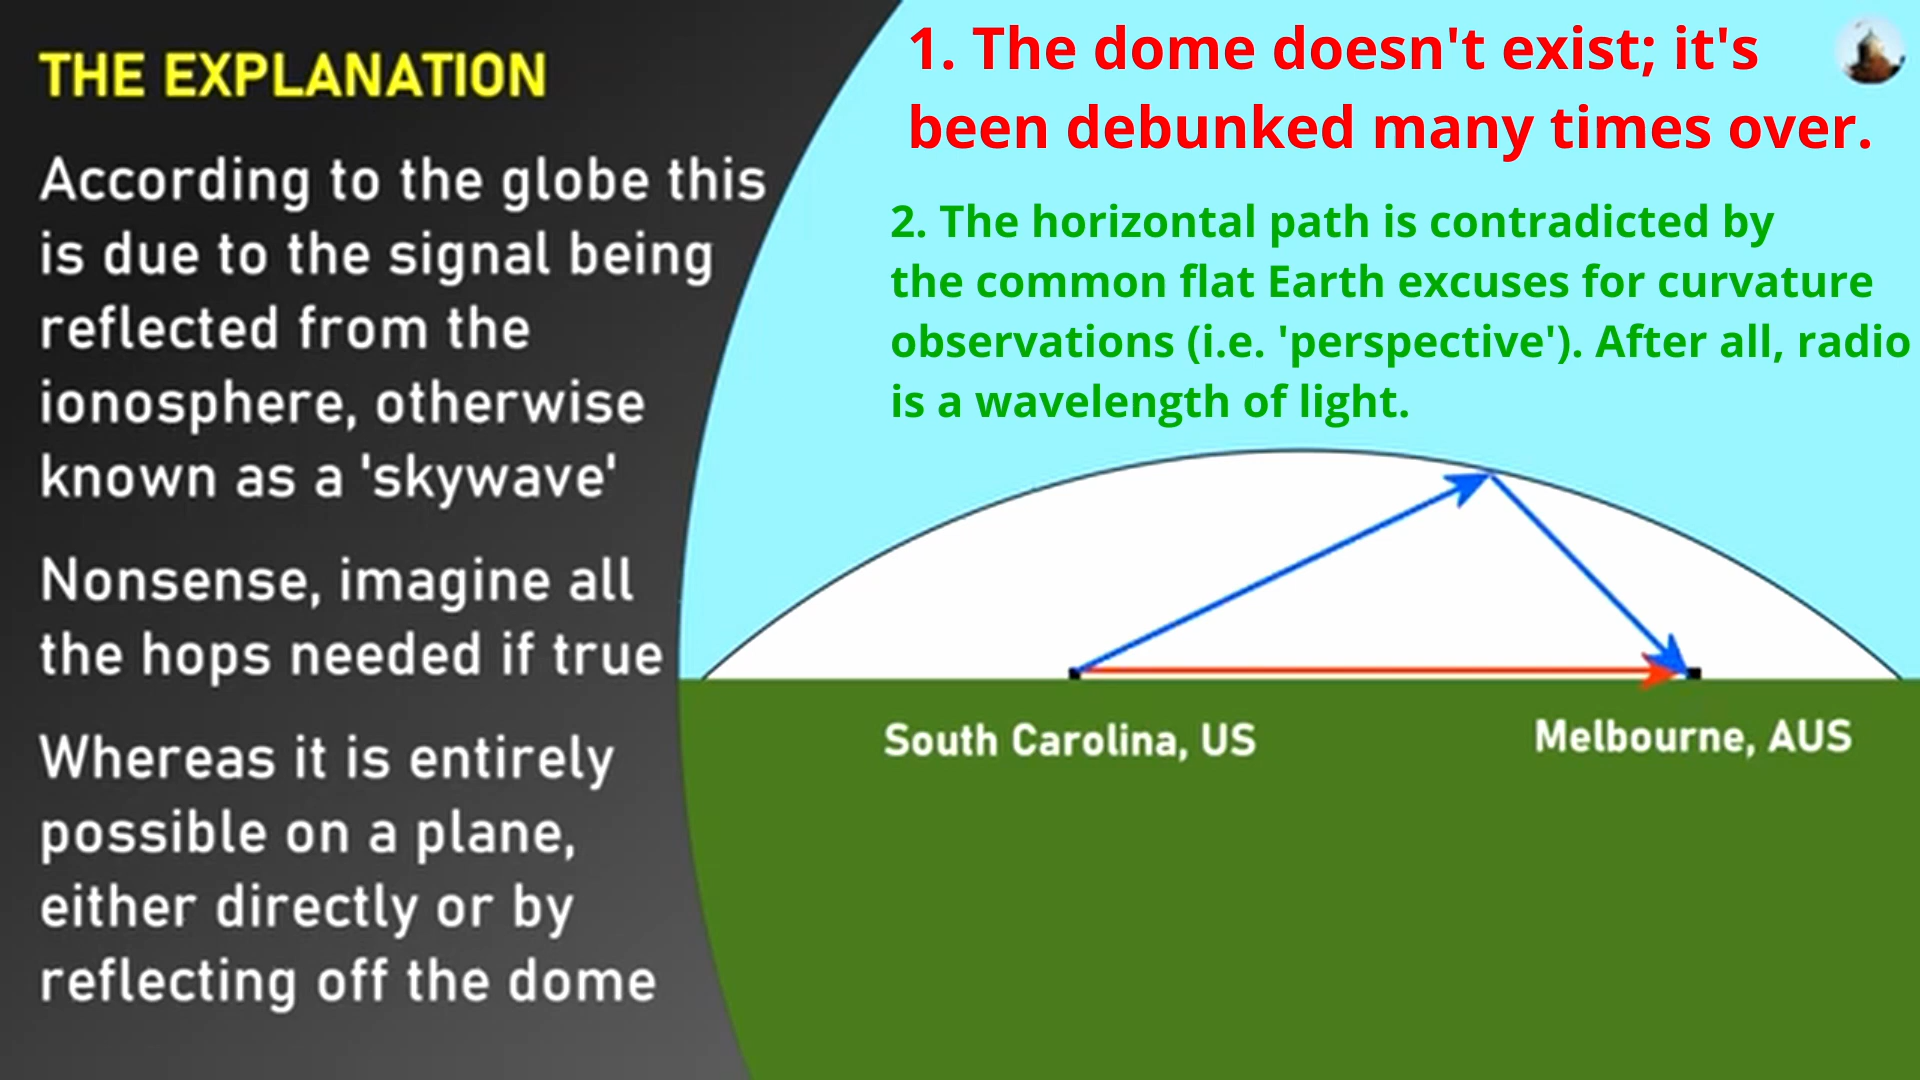 THE EXPLANATION
According to the globe this
is due to the signal being
reflected from the
ionosphere, otherwise
known as a 'skywave'
Nonsense, imagine all
the hops needed if true
Whereas it is entirely
possible on a plane,
either directly or by
reflecting off the dome
1. The dome doesn't exist; it's
been debunked many times over.
2. The horizontal path is contradicted by
the common flat Earth excuses for curvature
observations (i.e. 'perspective'). After all, radio
is a wavelength of light.
South Carolina, US
Melbourne, AUS